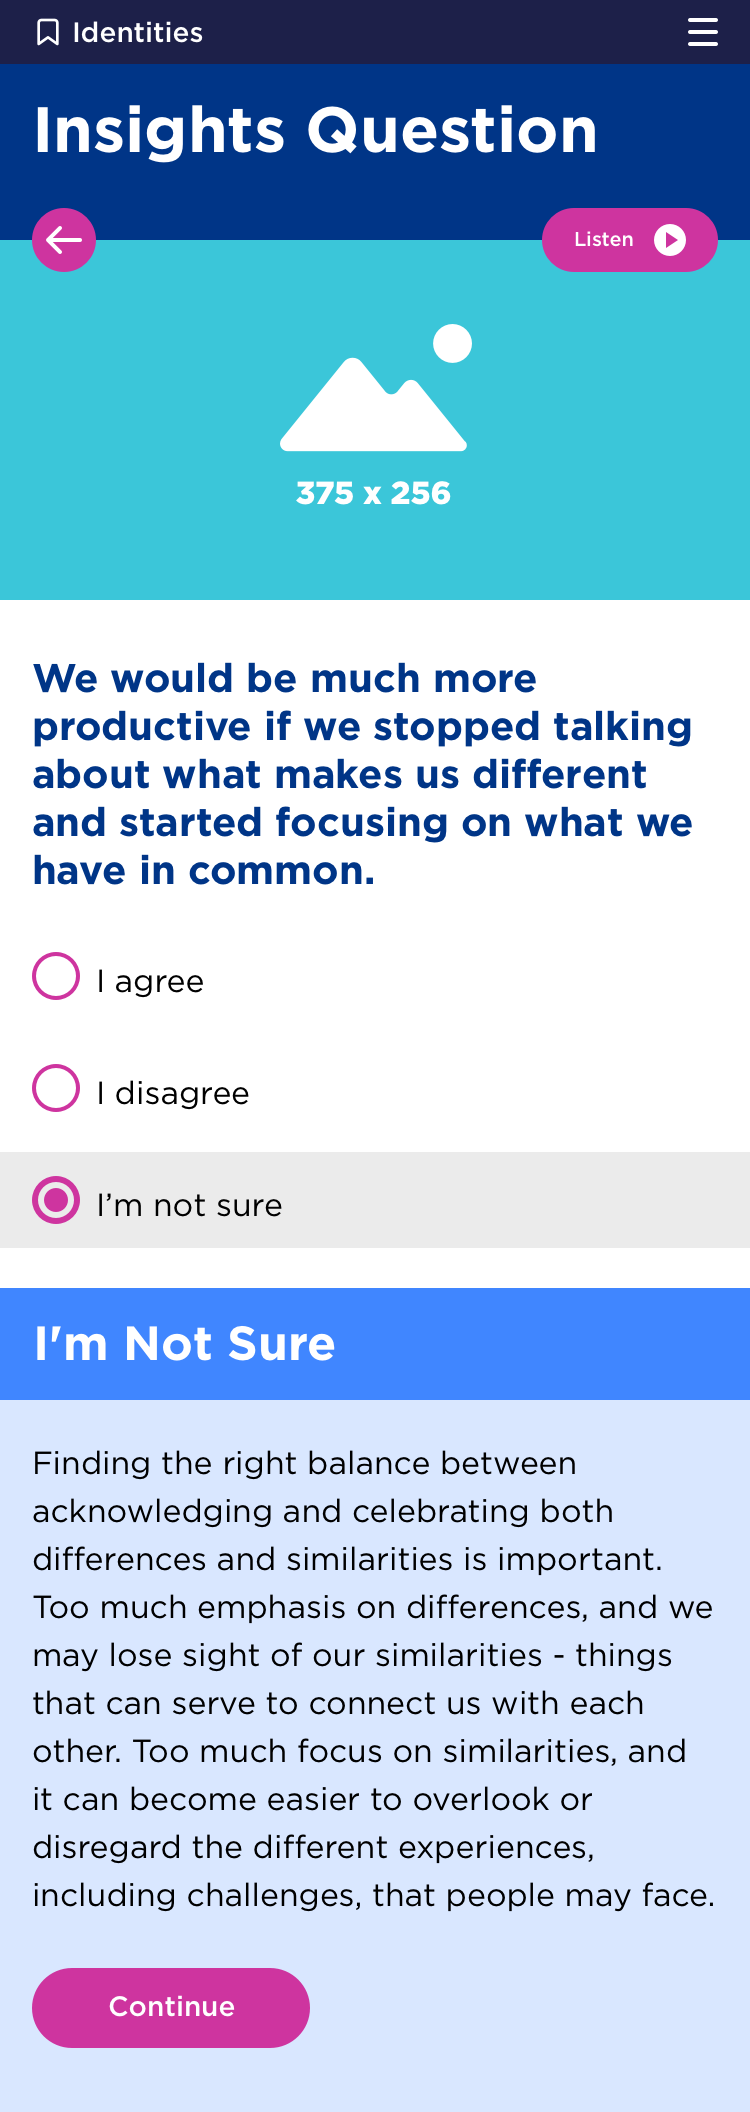 Identities
Insights Question
Listen
375 x 256
We would be much more
productive if we stopped talking
about what makes us different
and started focusing on what we
have in common.
I agree
I disagree
I’m not sure
I'm Not Sure
Finding the right balance between
acknowledging and celebrating both
differences and similarities is important.
Too much emphasis on differences, and we
may lose sight of our similarities - things
that can serve to connect us with each
other. Too much focus on similarities, and
it can become easier to overlook or
disregard the different experiences,
including challenges, that people may face.
Continue